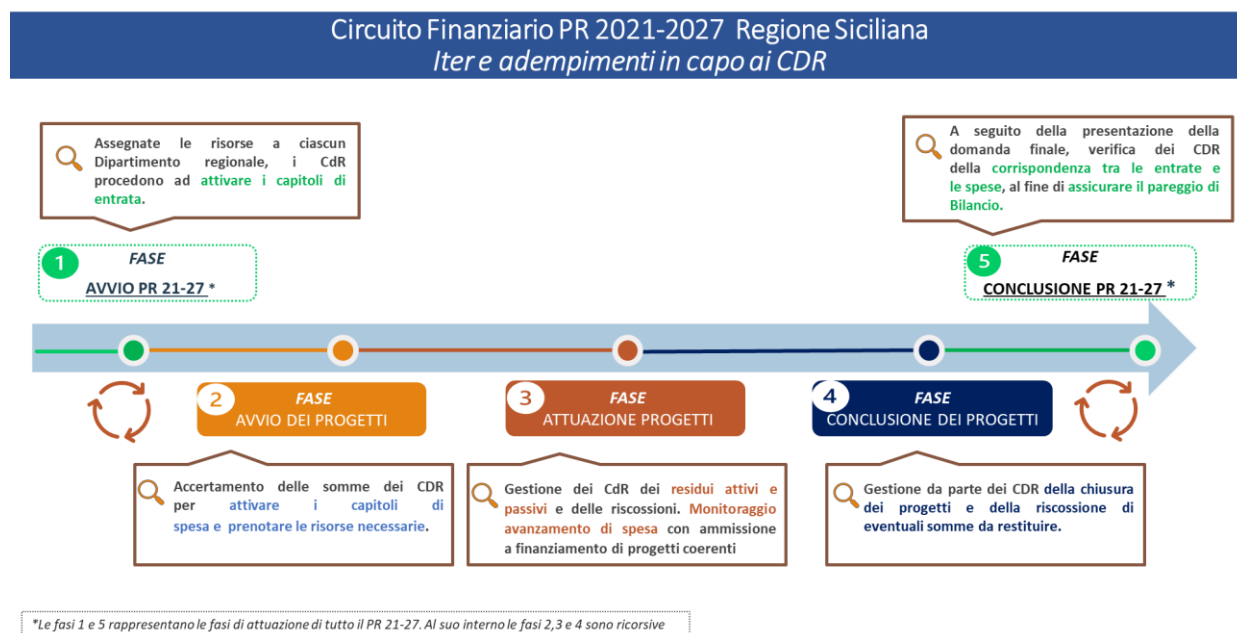 Circuito Finanziario PR 2021-2027 Regione Siciliana
Iter e adempimenti in capo ai CDR
Assegnate le risorse a ciascun
Dipartimento regionale, i CdR
procedono ad attivare i capitoli di
entrata.
A seguito della presentazione della
domanda finale, verifica dei CDR
della corrispondenza tra le entrate e
le spese, al fine di assicurare il pareggio di
Bilancio.
1
FASE
AVVIO PR 21-27 *
5
FASE
CONCLUSIONE PR 21-27 *
2
FASE
AVVIO DEI PROGETTI
3
FASE
ATTUAZIONE PROGETTI
4
FASE
CONCLUSIONE DEI PROGETTI
Accertamento delle somme dei CDR
per attivare i capitoli di
spesa e prenotare le risorse necessarie.
Gestione dei CdR dei residui attivi e
passivi e delle riscossioni. Monitoraggio
avanzamento di spesa con ammissione
a finanziamento di progetti coerenti
Gestione da parte dei CDR della chiusura
dei progetti e della riscossione di
eventuali somme da restituire.
*Le fasi 1 e 5 rappresentano le fasi di attuazione di tutto il PR 21-27. Al suo interno le fasi 2,3 e 4 sono ricorsive